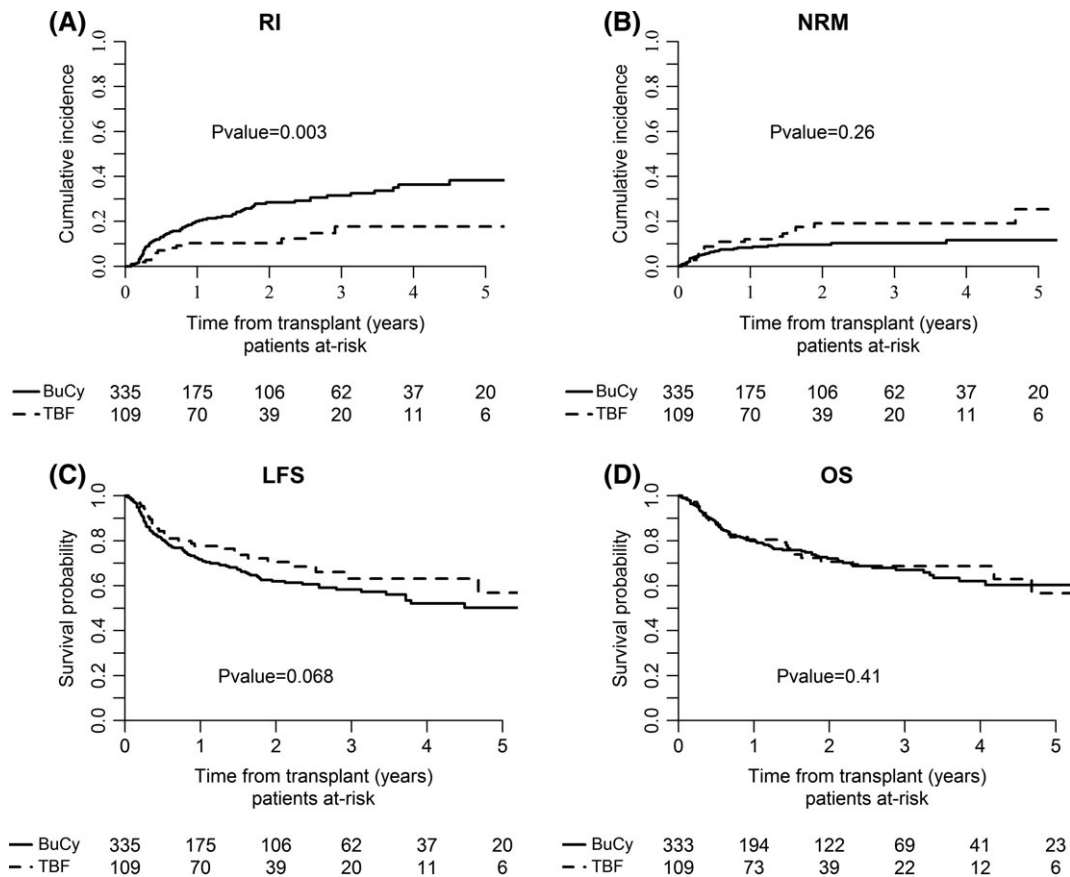 (A) RI
Cumulative incidence
1.0
0.8
0.6
0.4
0.2
0.0
Pvalue=0.003
0 1 2 3 4 5
Time from transplant (years)
patients at-risk
BuCy 335 175 106 62 37 20
TBF 109 70 39 20 11 6
(B) NRM
Cumulative incidence
1.0
0.8
0.6
0.4
0.2
0.0
Pvalue=0.26
0 1 2 3 4 5
Time from transplant (years)
patients at-risk
BuCy 335 175 106 62 37 20
TBF 109 70 39 20 11 6
(C) LFS
Survival probability
1.0
0.8
0.6
0.4
0.2
0.0
Pvalue=0.068
0 1 2 3 4 5
Time from transplant (years)
patients at-risk
BuCy 335 175 106 62 37 20
TBF 109 70 39 20 11 6
(D) OS
Survival probability
1.0
0.8
0.6
0.4
0.2
0.0
Pvalue=0.41
0 1 2 3 4 5
Time from transplant (years)
patients at-risk
BuCy 333 194 122 69 41 23
TBF 109 73 39 22 12 6